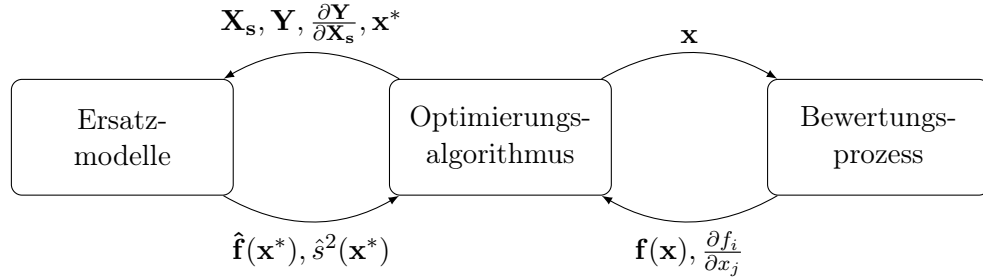 X_s, Y, ∂Y/∂X_s, x*
x
Ersatz-
modelle
Optimierungs-
algorithmus
Bewertungs-
prozess
f̂(x*), ŝ²(x*)
f(x), ∂f_i/∂x_j